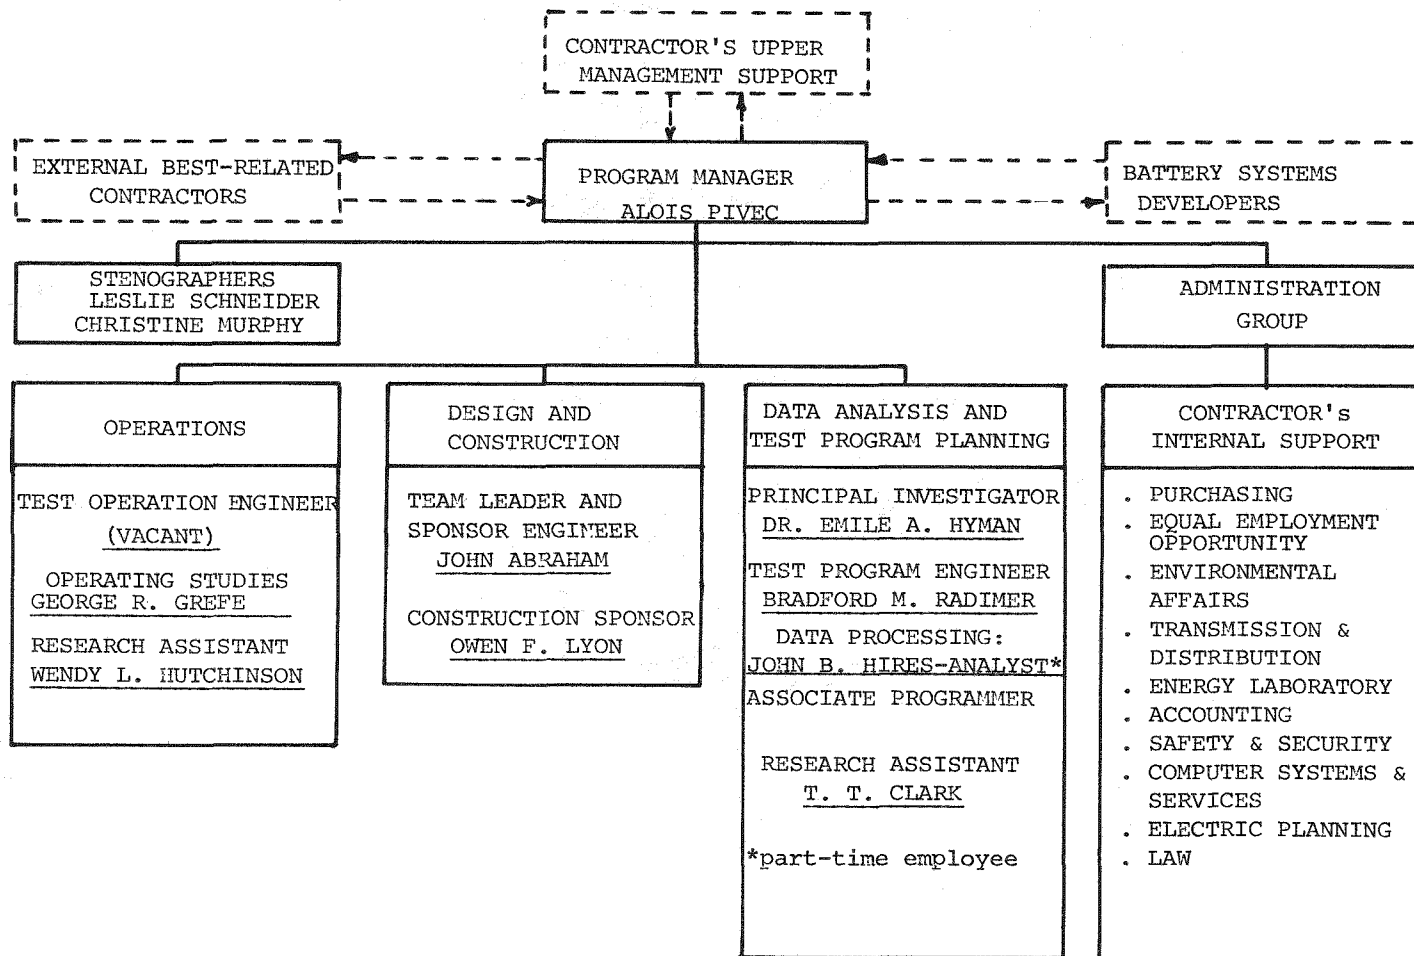 CONTRACTOR'S UPPER
MANAGEMENT SUPPORT
EXTERNAL BEST-RELATED
CONTRACTORS
PROGRAM MANAGER
ALOIS PIVEC
BATTERY SYSTEMS
DEVELOPERS
STENOGRAPHERS
LESLIE SCHNEIDER
CHRISTINE MURPHY
ADMINISTRATION
GROUP
OPERATIONS
TEST OPERATION ENGINEER
(VACANT)
OPERATING STUDIES
GEORGE R. GREFE
RESEARCH ASSISTANT
WENDY L. HUTCHINSON
DESIGN AND
CONSTRUCTION
TEAM LEADER AND
SPONSOR ENGINEER
JOHN ABRAHAM
CONSTRUCTION SPONSOR
OWEN F. LYON
DATA ANALYSIS AND
TEST PROGRAM PLANNING
PRINCIPAL INVESTIGATOR
DR. EMILE A. HYMAN
TEST PROGRAM ENGINEER
BRADFORD M. RADIMER
DATA PROCESSING:
JOHN B. HIRES-ANALYST*
ASSOCIATE PROGRAMMER
RESEARCH ASSISTANT
T. T. CLARK
*part-time employee
CONTRACTOR's
INTERNAL SUPPORT
. PURCHASING
. EQUAL EMPLOYMENT
OPPORTUNITY
. ENVIRONMENTAL
AFFAIRS
. TRANSMISSION &
DISTRIBUTION
. ENERGY LABORATORY
. ACCOUNTING
. SAFETY & SECURITY
. COMPUTER SYSTEMS &
SERVICES
. ELECTRIC PLANNING
. LAW